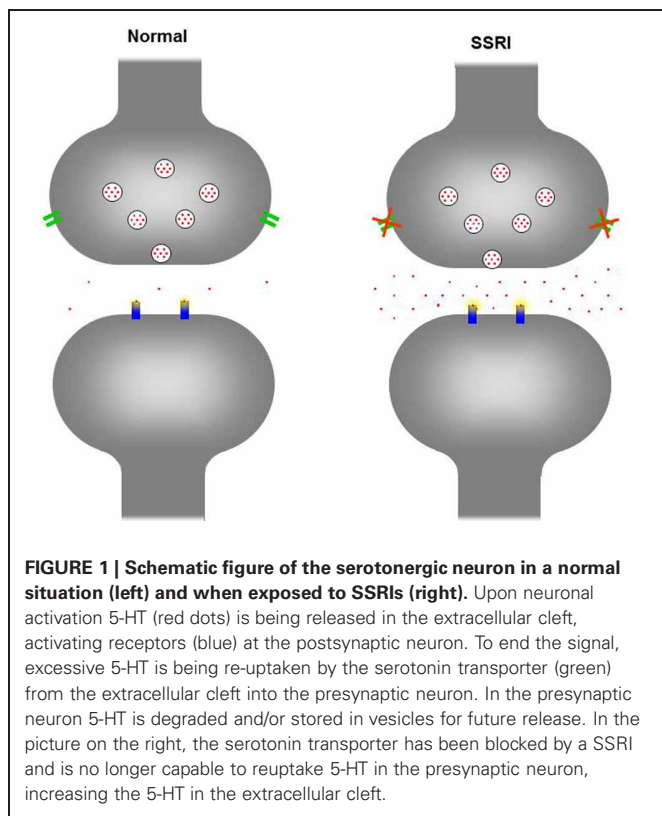 Normal
SSRI
FIGURE 1 | Schematic figure of the serotonergic neuron in a normal
situation (left) and when exposed to SSRIs (right). Upon neuronal
activation 5-HT (red dots) is being released in the extracellular cleft,
activating receptors (blue) at the postsynaptic neuron. To end the signal,
excessive 5-HT is being re-uptaken by the serotonin transporter (green)
from the extracellular cleft into the presynaptic neuron. In the presynaptic
neuron 5-HT is degraded and/or stored in vesicles for future release. In the
picture on the right, the serotonin transporter has been blocked by a SSRI
and is no longer capable to reuptake 5-HT in the presynaptic neuron,
increasing the 5-HT in the extracellular cleft.